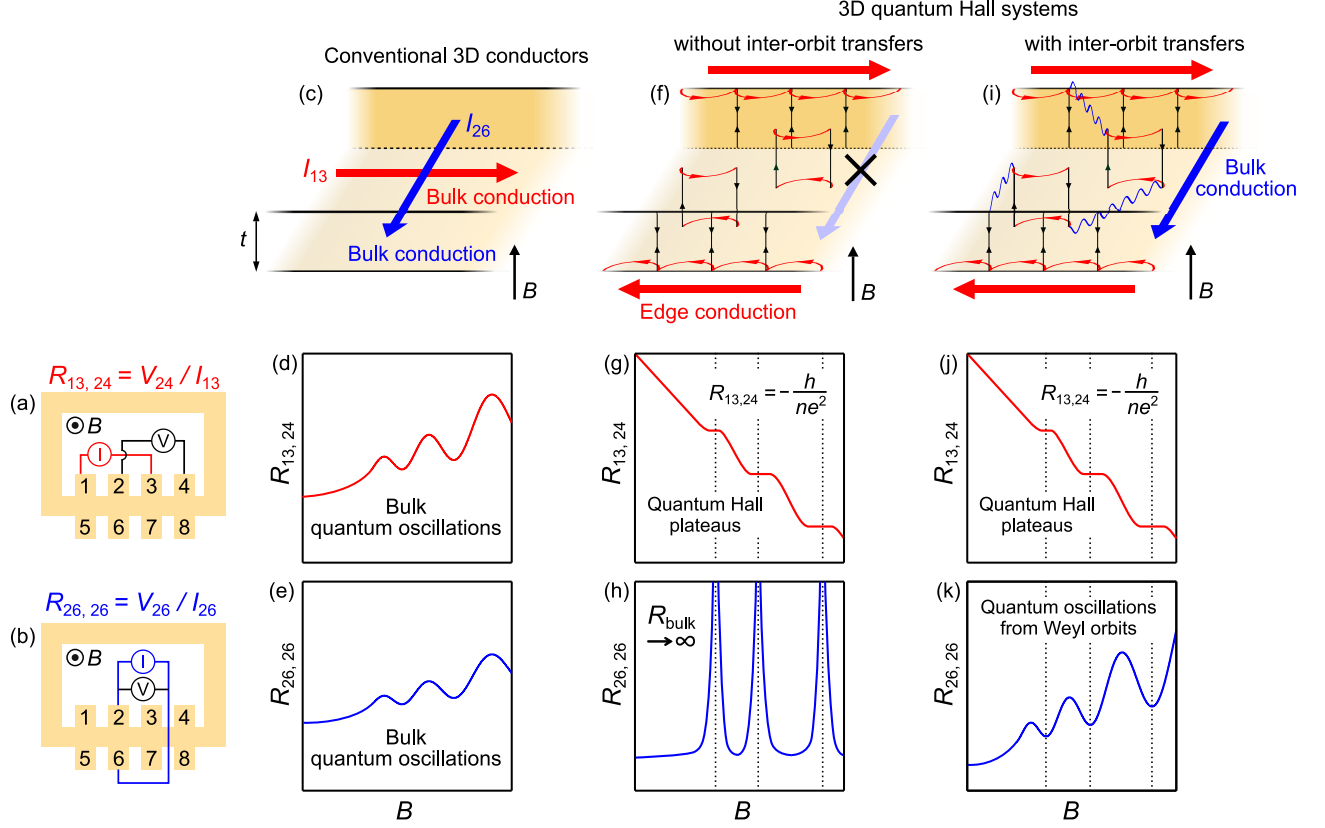 3D quantum Hall systems
Conventional 3D conductors
without inter-orbit transfers
with inter-orbit transfers
(c)
I26
I13
Bulk conduction
Bulk conduction
t
B
(f)
B
Edge conduction
(i)
Bulk
conduction
B
R13, 24 = V24 / I13
(a)
B
I
V
1 2 3 4
5 6 7 8
(d)
R13, 24
Bulk
quantum oscillations
(g)
R13, 24
R13,24 = − h
ne2
Quantum Hall
plateaus
(j)
R13, 24
R13,24 = − h
ne2
Quantum Hall
plateaus
R26, 26 = V26 / I26
(b)
B
I
V
1 2 3 4
5 6 7 8
(e)
R26, 26
Bulk
quantum oscillations
B
(h)
R26, 26
Rbulk
→ ∞
B
(k)
R26, 26
Quantum oscillations
from Weyl orbits
B